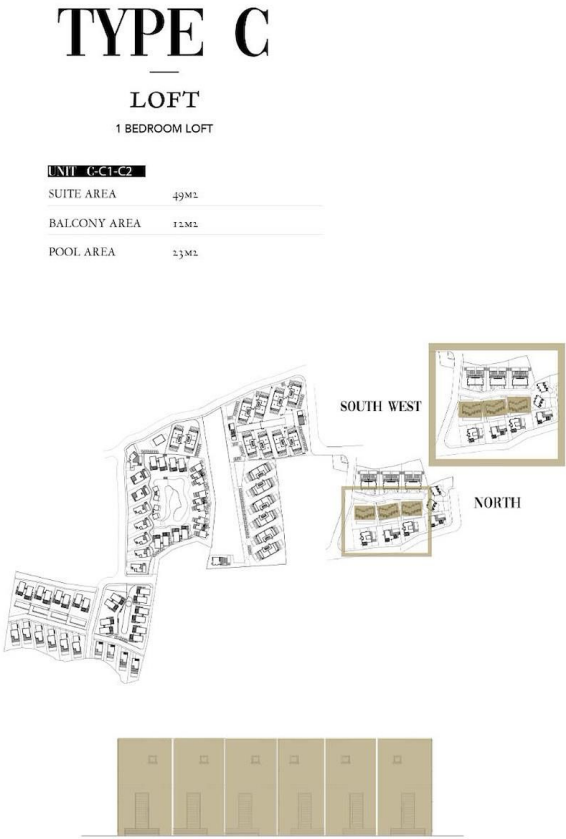 TYPE C
LOFT
1 BEDROOM LOFT
UNIT C-C1-C2
SUITE AREA 49M2
BALCONY AREA 12M2
POOL AREA 23M2
SOUTH WEST
NORTH